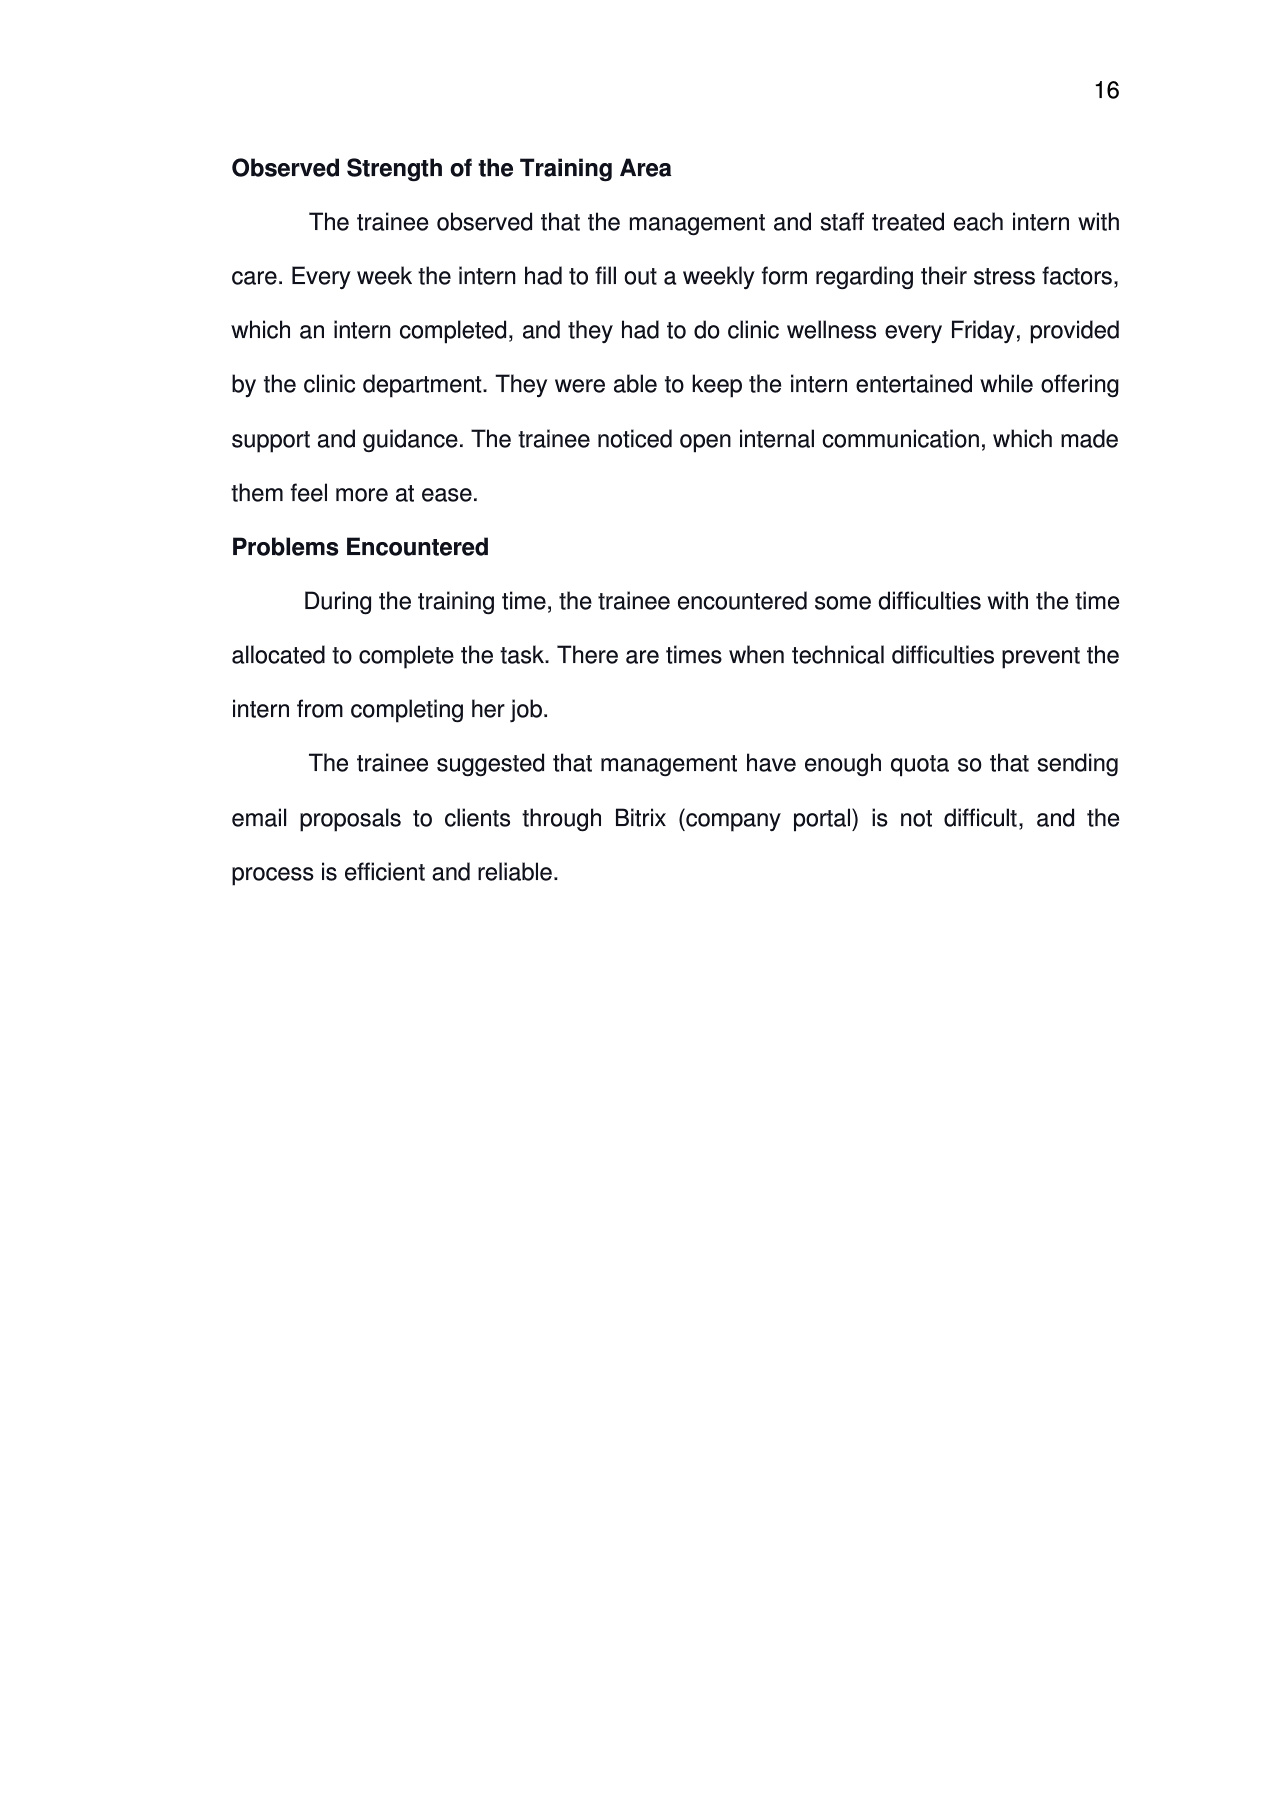 16
Observed Strength of the Training Area
The trainee observed that the management and staff treated each intern with
care. Every week the intern had to fill out a weekly form regarding their stress factors,
which an intern completed, and they had to do clinic wellness every Friday, provided
by the clinic department. They were able to keep the intern entertained while offering
support and guidance. The trainee noticed open internal communication, which made
them feel more at ease.
Problems Encountered
During the training time, the trainee encountered some difficulties with the time
allocated to complete the task. There are times when technical difficulties prevent the
intern from completing her job.
The trainee suggested that management have enough quota so that sending
email proposals to clients through Bitrix (company portal) is not difficult, and the
process is efficient and reliable.